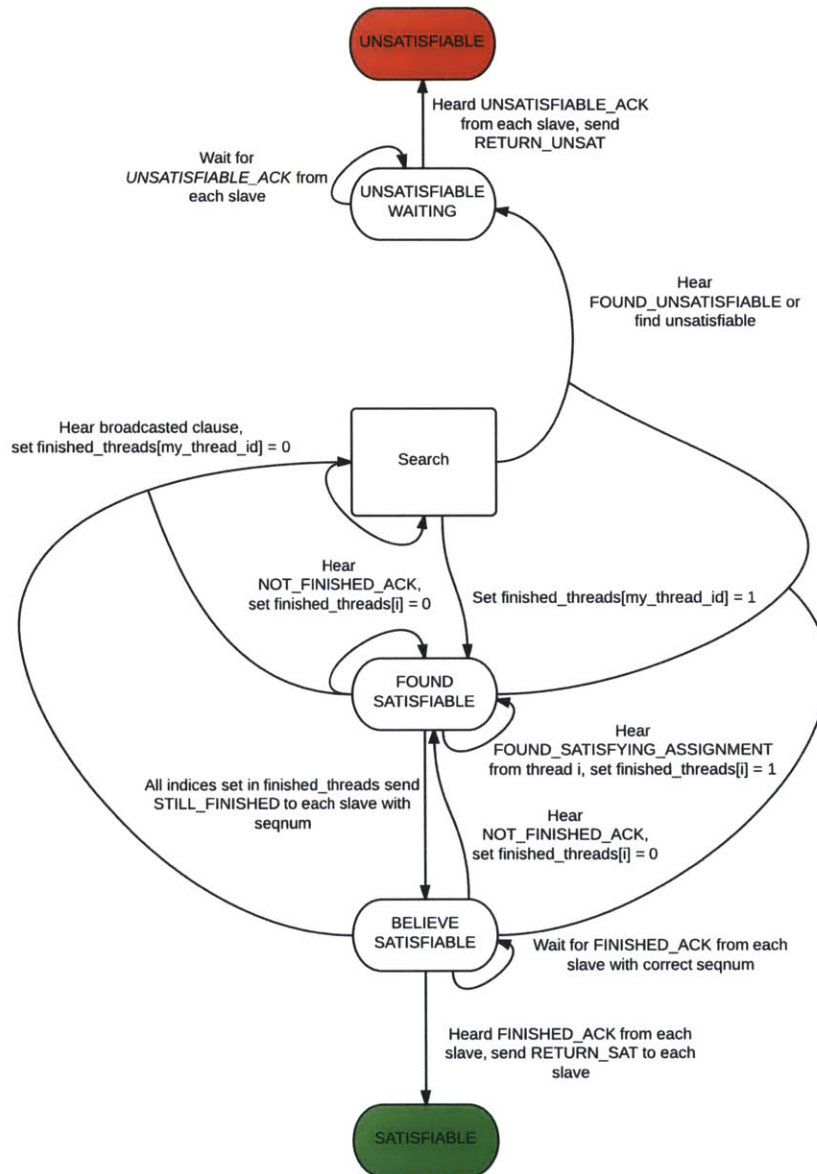 UNSATISFIABLE
Heard UNSATISFIABLE_ACK
from each slave, send
RETURN_UNSAT
Wait for
UNSATISFIABLE_ACK from
each slave
UNSATISFIABLE
WAITING
Hear
FOUND_UNSATISFIABLE or
find unsatisfiable
Hear broadcasted clause,
set finished_threads[my_thread_id] = 0
Search
Hear
NOT_FINISHED_ACK,
set finished_threads[i] = 0
Set finished_threads[my_thread_id] = 1
FOUND
SATISFIABLE
Hear
FOUND_SATISFYING_ASSIGNMENT
from thread i, set finished_threads[i] = 1
All indices set in finished_threads send
STILL_FINISHED to each slave with
seqnum
Hear
NOT_FINISHED_ACK,
set finished_threads[i] = 0
BELIEVE
SATISFIABLE
Wait for FINISHED_ACK from each
slave with correct seqnum
Heard FINISHED_ACK from each
slave, send RETURN_SAT to each
slave
SATISFIABLE